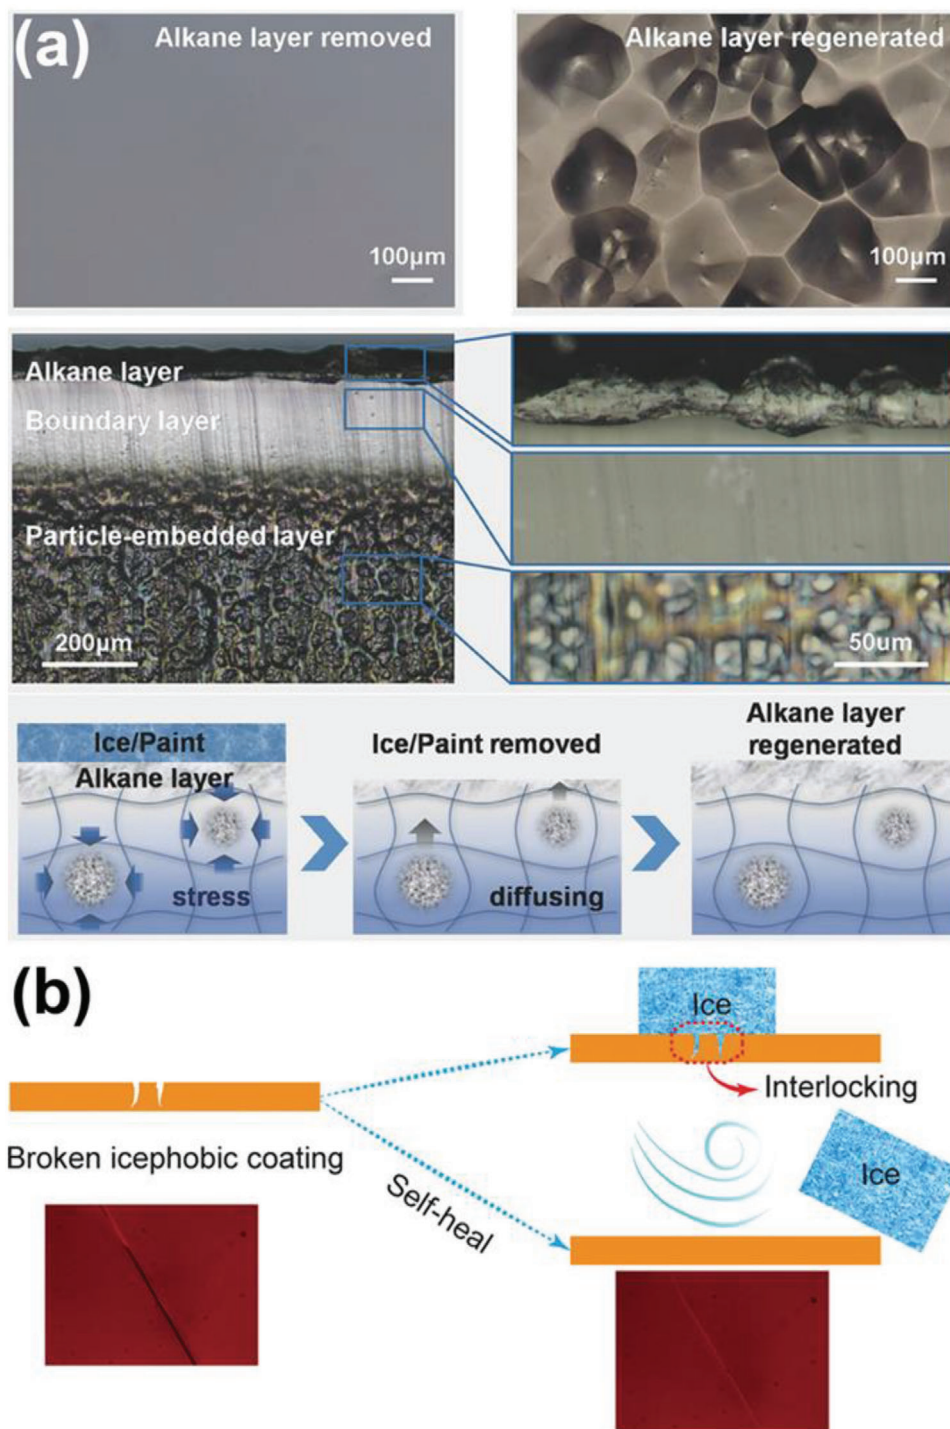 (a)
Alkane layer removed
100μm
Alkane layer regenerated
100μm
Alkane layer
Boundary layer
Particle-embedded layer
200μm
50um
Ice/Paint
Alkane layer
stress
Ice/Paint removed
diffusing
Alkane layer
regenerated
(b)
Broken icephobic coating
Self-heal
Ice
Interlocking
Ice